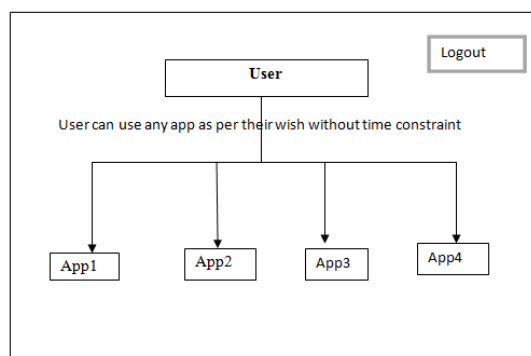 Logout
User
User can use any app as per their wish without time constraint
App1
App2
App3
App4